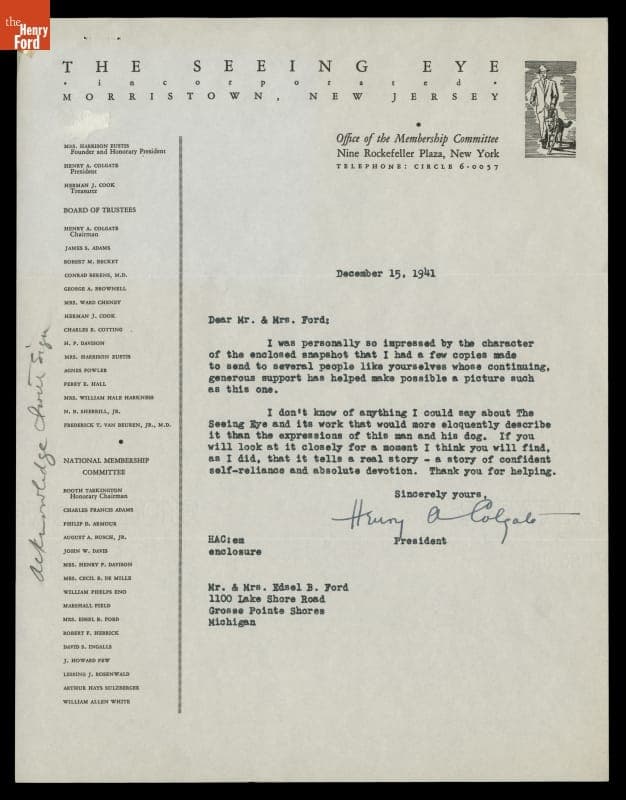 the
Henry
Ford
THE SEEING EYE
• incorporated •
MORRISTOWN, NEW JERSEY
•
Office of the Membership Committee
Nine Rockefeller Plaza, New York
TELEPHONE: CIRCLE 6-0057
MRS. HARRISON EUSTIS
Founder and Honorary President
HENRY A. COLGATE
President
HERMAN J. COOK
Treasurer
BOARD OF TRUSTEES
HENRY A. COLGATE
Chairman
JAMES S. ADAMS
ROBERT M. BECKET
CONRAD BERENS, M.D.
GEORGE A. BROWNELL
MRS. WARD CHENEY
HERMAN J. COOK
CHARLES E. COTTING
H. P. DAVISON
MRS. HARRISON EUSTIS
AGNES FOWLER
PERRY E. HALL
MRS. WILLIAM HALE HARKNESS
N. B. SHERRILL, JR.
FREDERICK T. VAN BEUREN, JR., M.D.
•
NATIONAL MEMBERSHIP
COMMITTEE
BOOTH TARKINGTON
Honorary Chairman
CHARLES FRANCIS ADAMS
PHILIP D. ARMOUR
AUGUST A. BUSCH, JR.
JOHN W. DAVIS
MRS. HENRY P. DAVISON
MRS. CECIL B. DE MILLE
WILLIAM PHELPS ENO
MARSHALL FIELD
MRS. EDSEL B. FORD
ROBERT F. HERRICK
DAVID S. INGALLS
J. HOWARD PEW
LESSING J. ROSENWALD
ARTHUR HAYS SULZBERGER
WILLIAM ALLEN WHITE
acknowledge
December 15, 1941
Dear Mr. & Mrs. Ford:
I was personally so impressed by the character
of the enclosed snapshot that I had a few copies made
to send to several people like yourselves whose continuing,
generous support has helped make possible a picture such
as this one.
I don't know of anything I could say about The
Seeing Eye and its work that would more eloquently describe
it than the expressions of this man and his dog. If you
will look at it closely for a moment I think you will find,
as I did, that it tells a real story - a story of confident
self-reliance and absolute devotion. Thank you for helping.
Sincerely yours,
Henry A Colgate
HAC:em President
enclosure
Mr. & Mrs. Edsel B. Ford
1100 Lake Shore Road
Grosse Pointe Shores
Michigan